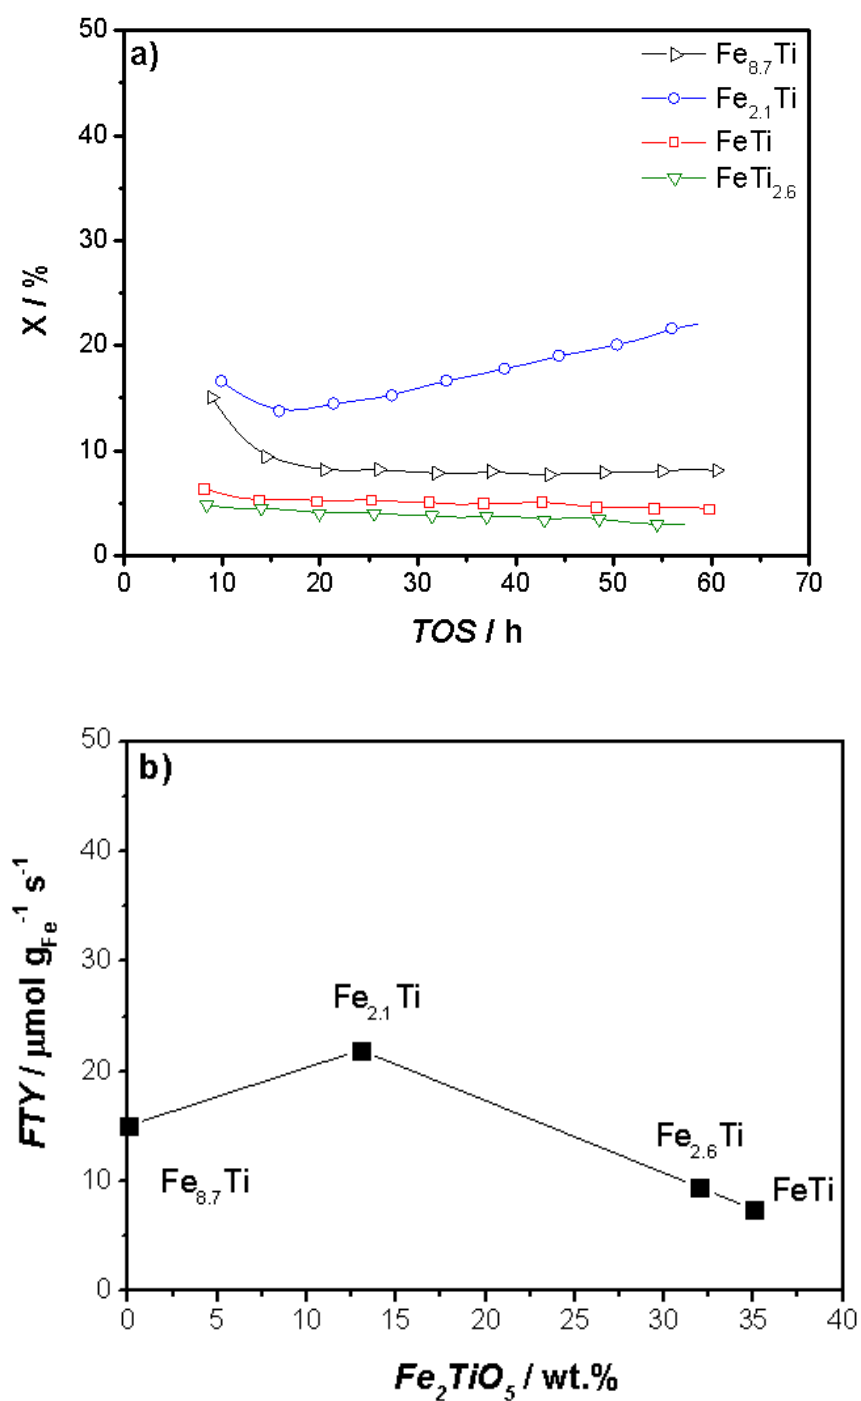 a)
Fe8.7Ti
Fe2.1Ti
FeTi
FeTi2.6
50
40
30
20
10
0
X / %
0 10 20 30 40 50 60 70
TOS / h
b)
50
40
30
20
10
0
FTY / μmol gFe-1 s-1
Fe2.1Ti
Fe2.6Ti
Fe8.7Ti
FeTi
0 5 10 15 20 25 30 35 40
Fe2TiO5 / wt.%